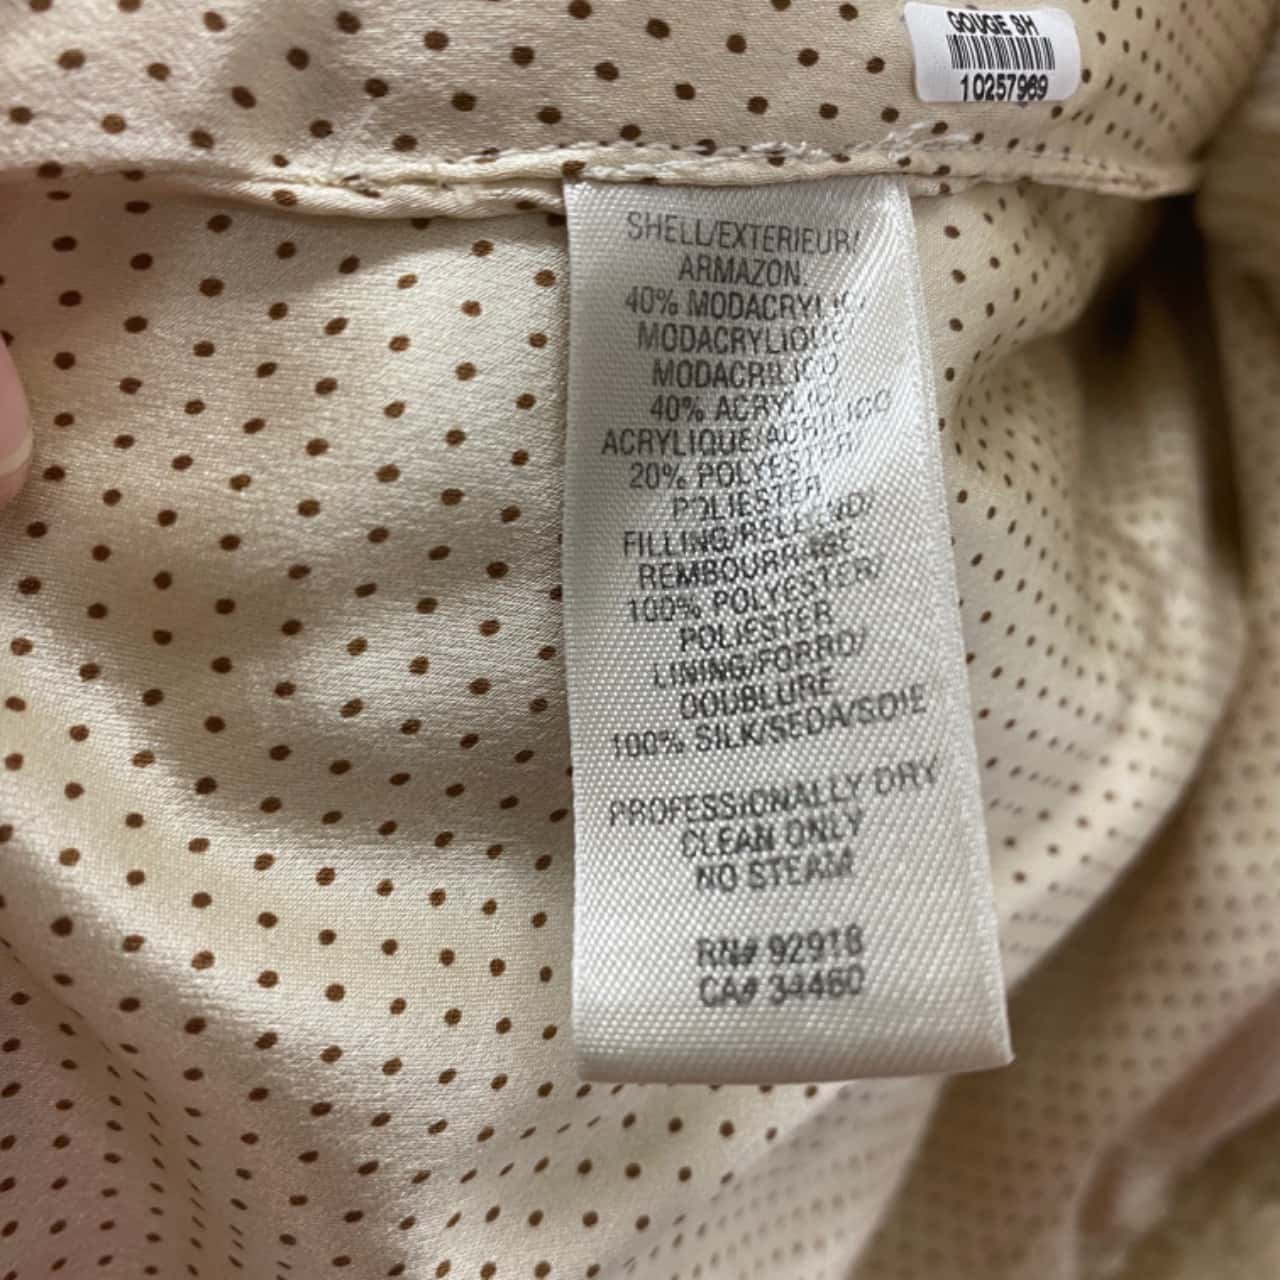 GOUGE SH
10257969
SHELL/EXTERIEUR/
ARMAZON:
40% MODACRYLIC/
MODACRYLIQUE
MODACRILICO
40% ACRYLIC/
ACRYLIQUE/ACRILICO
20% POLYESTER/
POLIESTER
FILLING/RELLENO/
REMBOURRAGE
100% POLYESTER/
POLIESTER
LINING/FORRO/
DOUBLURE
100% SILK/SEDA/SOIE
PROFESSIONALLY DRY
CLEAN ONLY
NO STEAM
RN# 92918
CA# 34460